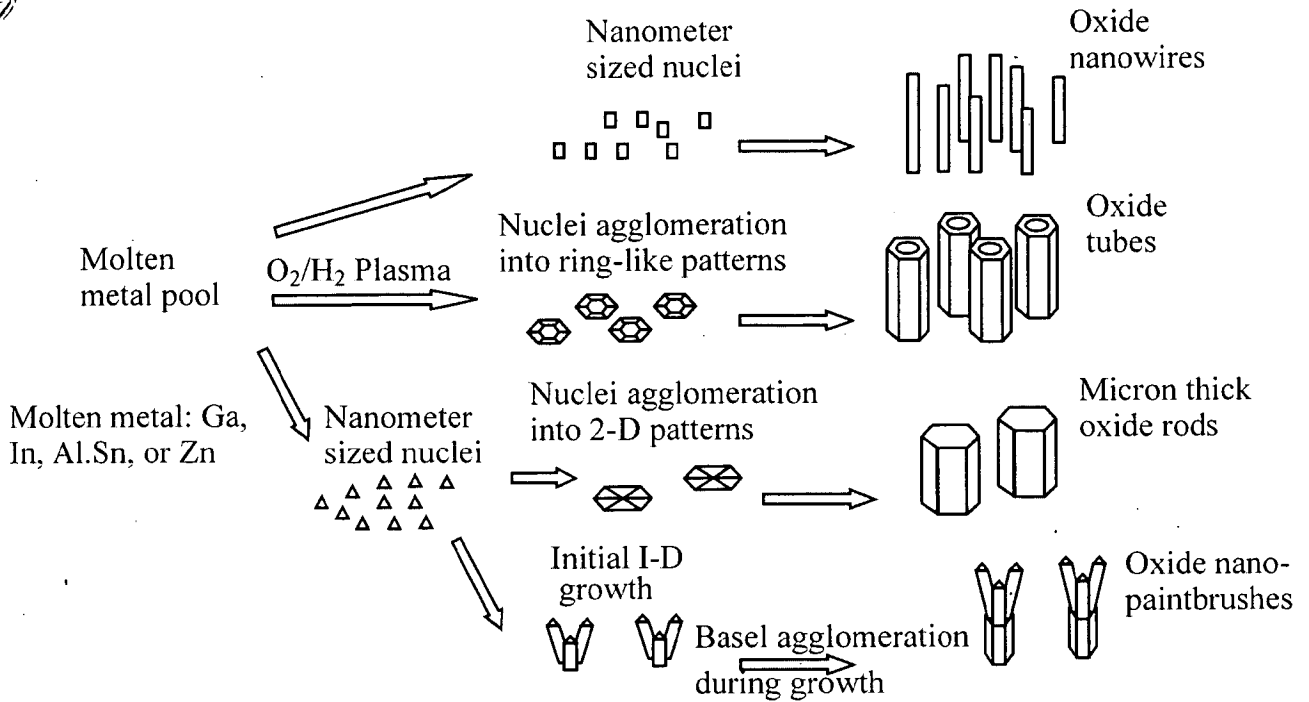 Nanometer
sized nuclei
Oxide
nanowires
Molten
metal pool
O₂/H₂ Plasma
Nuclei agglomeration
into ring-like patterns
Oxide
tubes
Molten metal: Ga,
In, Al.Sn, or Zn
Nanometer
sized nuclei
Nuclei agglomeration
into 2-D patterns
Micron thick
oxide rods
Initial I-D
growth
Basel agglomeration
during growth
Oxide nano-
paintbrushes